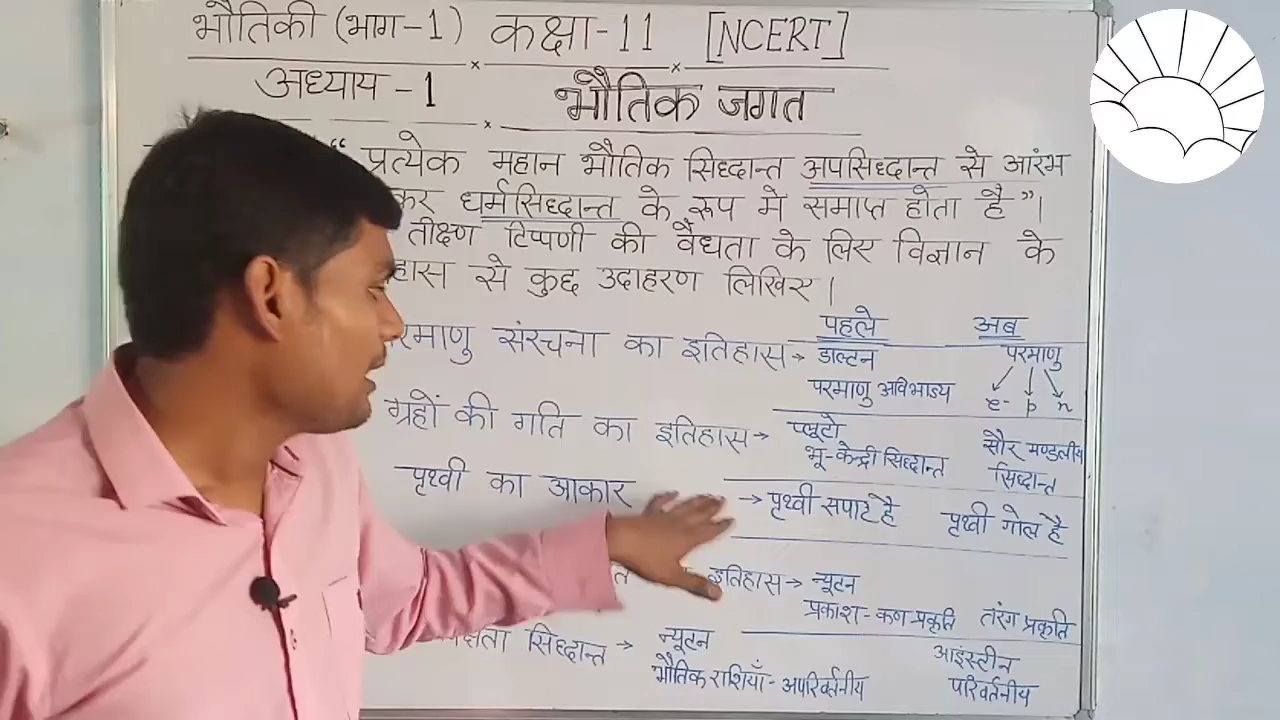 भौतिकी (भाग-1) कक्षा-11 [NCERT]
अध्याय -1 भौतिक जगत
“ प्रत्येक महान भौतिक सिध्दान्त अपसिध्दान्त से आरंभ
धर्मसिध्दान्त के रूप मे समाप्त होता है”।
तीक्ष्ण टिप्पणी की वैधता के लिए विज्ञान के
से कुछ उदाहरण लिखिए।
पहले अब
संरचना का इतिहास→ डाल्टन परमाणु
परमाणु अविभाज्य e- p n
ग्रहों की गति का इतिहास→ प्लूटो सौर मण्डलीय
भू-केन्द्री सिध्दान्त सिध्दान्त
पृथ्वी का आकार → पृथ्वी सपाट है पृथ्वी गोल है
इतिहास→ न्यूटन
प्रकाश-कण प्रकृति तरंग प्रकृति
सिध्दान्त → न्यूटन आइंस्टीन
भौतिक राशियाँ- अपरिवर्तनीय परिवर्तनीय